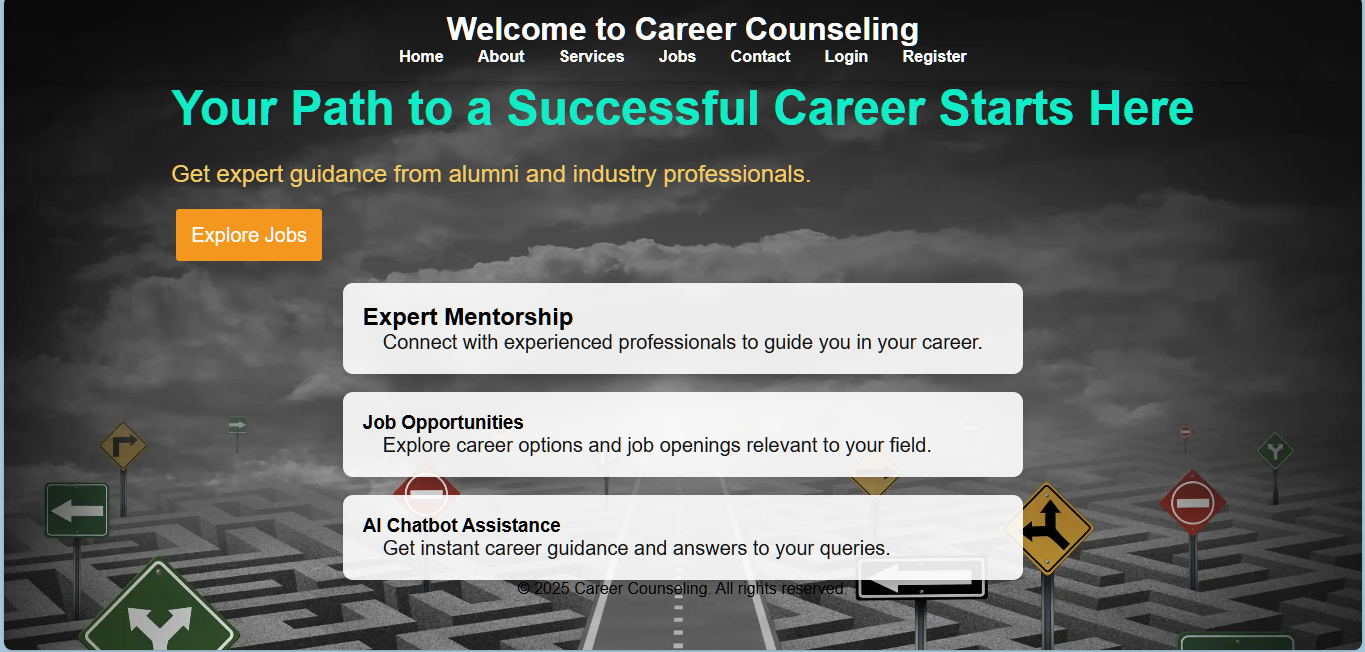 Welcome to Career Counseling
Home About Services Jobs Contact Login Register
Your Path to a Successful Career Starts Here
Get expert guidance from alumni and industry professionals.
Explore Jobs
Expert Mentorship
Connect with experienced professionals to guide you in your career.
Job Opportunities
Explore career options and job openings relevant to your field.
AI Chatbot Assistance
Get instant career guidance and answers to your queries.
© 2025 Career Counseling. All rights reserved.